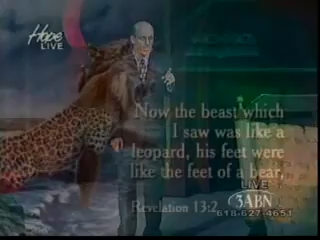 Hope
LIVE
Now the beast which
I saw was like a
leopard, his feet were
like the feet of a bear,
Revelation 13:2
LIVE
3ABN
618-627-4651